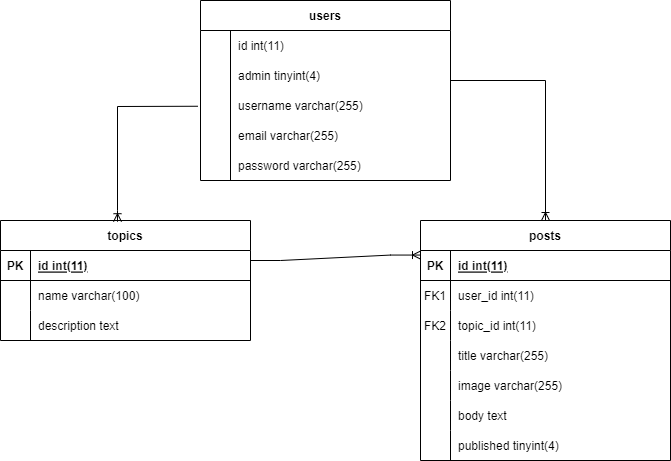 users
id int(11)
admin tinyint(4)
username varchar(255)
email varchar(255)
password varchar(255)
topics
PK id int(11)
name varchar(100)
description text
posts
PK id int(11)
FK1 user_id int(11)
FK2 topic_id int(11)
title varchar(255)
image varchar(255)
body text
published tinyint(4)